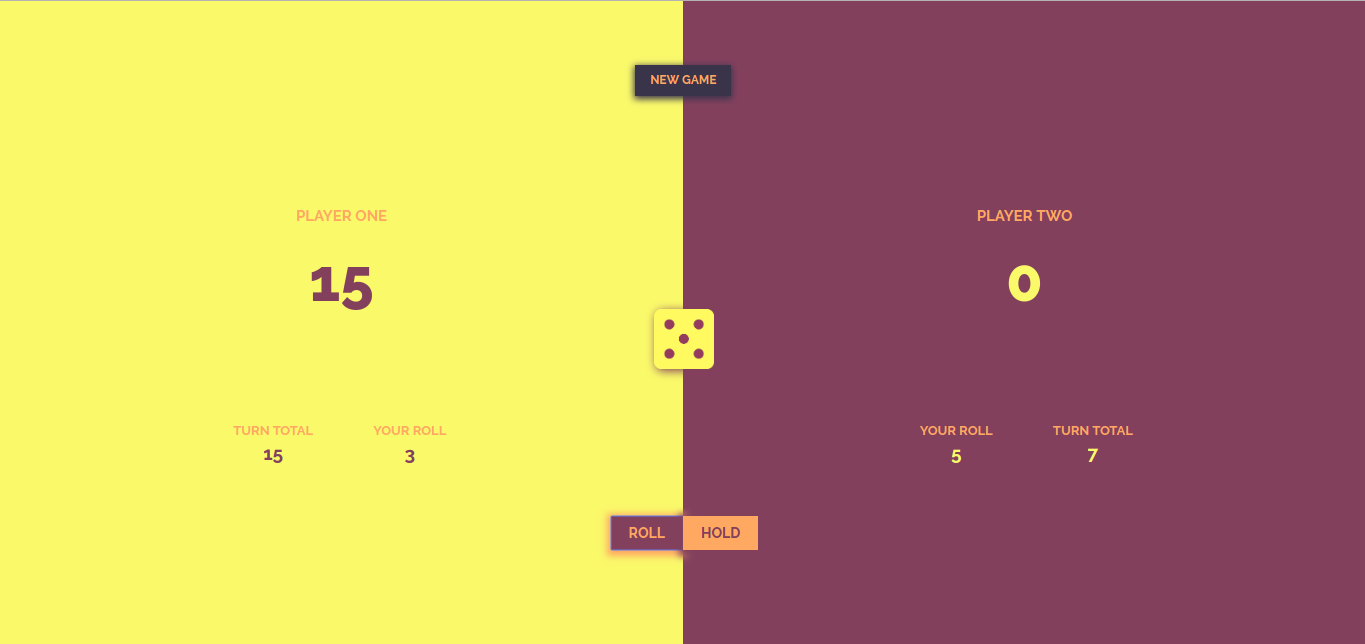 NEW GAME
PLAYER ONE
15
TURN TOTAL YOUR ROLL
15 3
PLAYER TWO
0
YOUR ROLL TURN TOTAL
5 7
ROLL HOLD